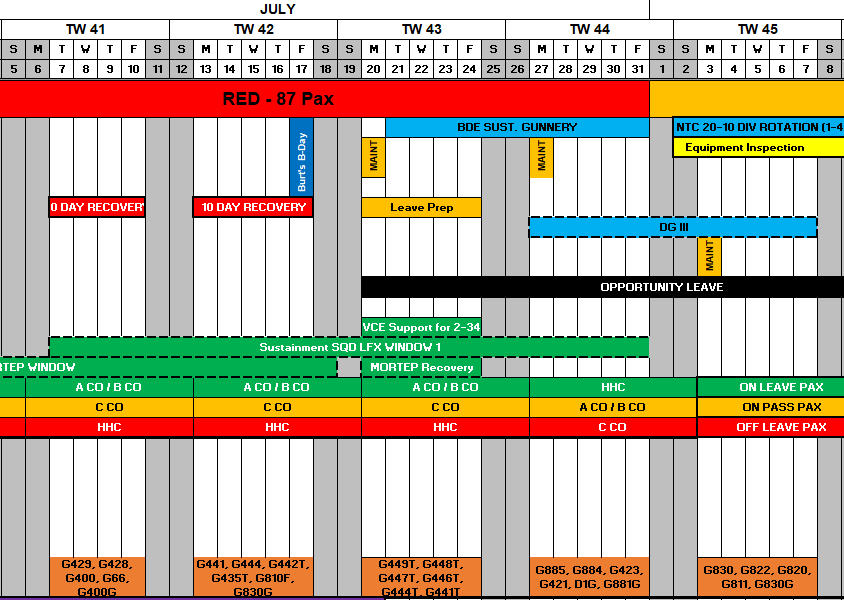 JULY
TW 41 TW 42 TW 43 TW 44 TW 45
S M T W T F S S M T W T F S S M T W T F S S M T W T F S S M T W T F S
5 6 7 8 9 10 11 12 13 14 15 16 17 18 19 20 21 22 23 24 25 26 27 28 29 30 31 1 2 3 4 5 6 7 8
RED - 87 Pax
BDE SUST. GUNNERY NTC 20-10 DIV ROTATION (1-4
Burt's B-Day
MAINT MAINT Equipment Inspection
0 DAY RECOVERY 10 DAY RECOVERY Leave Prep
DG III
MAINT
OPPORTUNITY LEAVE
VCE Support for 2-34
Sustainment SQD LFX WINDOW 1
RTEP WINDOW MORTEP Recovery
A CO / B CO A CO / B CO A CO / B CO HHC ON LEAVE PAX
C CO C CO C CO A CO / B CO ON PASS PAX
HHC HHC HHC C CO OFF LEAVE PAX
G429, G428, G441, G444, G442T, G449T, G448T, G885, G884, G423, G830, G822, G820,
G400, G66, G435T, G810F, G447T, G446T, G421, D1G, G881G G811, G830G
G400G G830G G444T, G441T